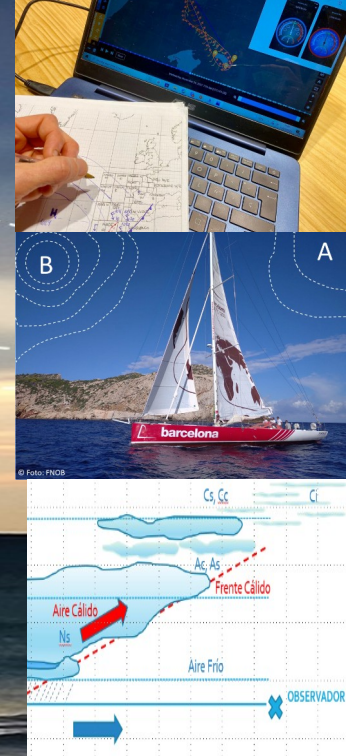 B
A
barcelona
© Foto: FNOB
Cs, Cc
Ci
Ac, As
Frente Cálido
Aire Cálido
Ns
Aire Frío
OBSERVADOR